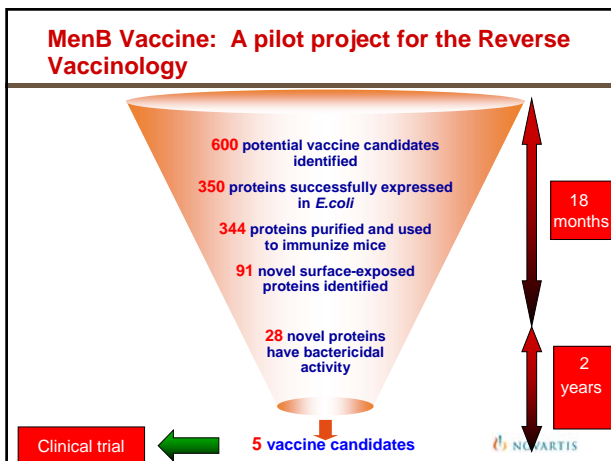 MenB Vaccine: A pilot project for the Reverse
Vaccinology
600 potential vaccine candidates
identified
350 proteins successfully expressed
in E.coli
344 proteins purified and used
to immunize mice
91 novel surface-exposed
proteins identified
28 novel proteins
have bactericidal
activity
18
months
2
years
Clinical trial
5 vaccine candidates
NOVARTIS